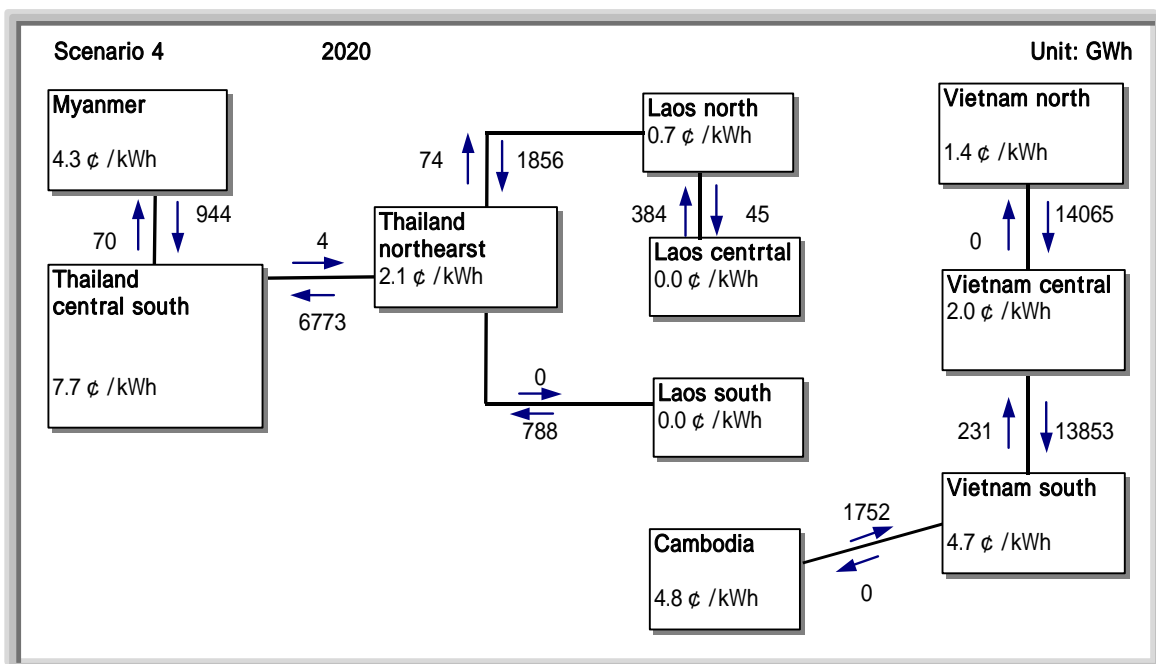 Scenario 4 2020 Unit: GWh
Myanmer
4.3 ¢ /kWh
Laos north
0.7 ¢ /kWh
Vietnam north
1.4 ¢ /kWh
74 1856
70 944
Thailand
northearst
2.1 ¢ /kWh
384 45
0 14065
4
6773
Thailand
central south
7.7 ¢ /kWh
Laos centrtal
0.0 ¢ /kWh
Vietnam central
2.0 ¢ /kWh
0
788
Laos south
0.0 ¢ /kWh
231 13853
Vietnam south
4.7 ¢ /kWh
1752
0
Cambodia
4.8 ¢ /kWh